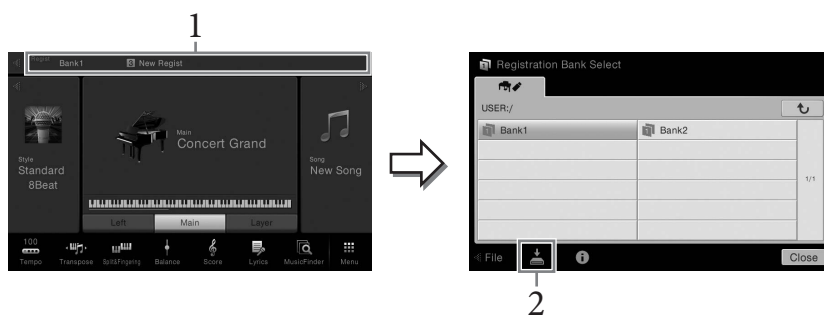 1
Regist Bank1 S New Regist
Main
Concert Grand
Style
Standard
8Beat
Song
New Song
Left Main Layer
100
Tempo Transpose Split&Fingering Balance Score Lyrics MusicFinder Menu
Registration Bank Select
USER:/
Bank1 Bank2
1/1
File Close
2